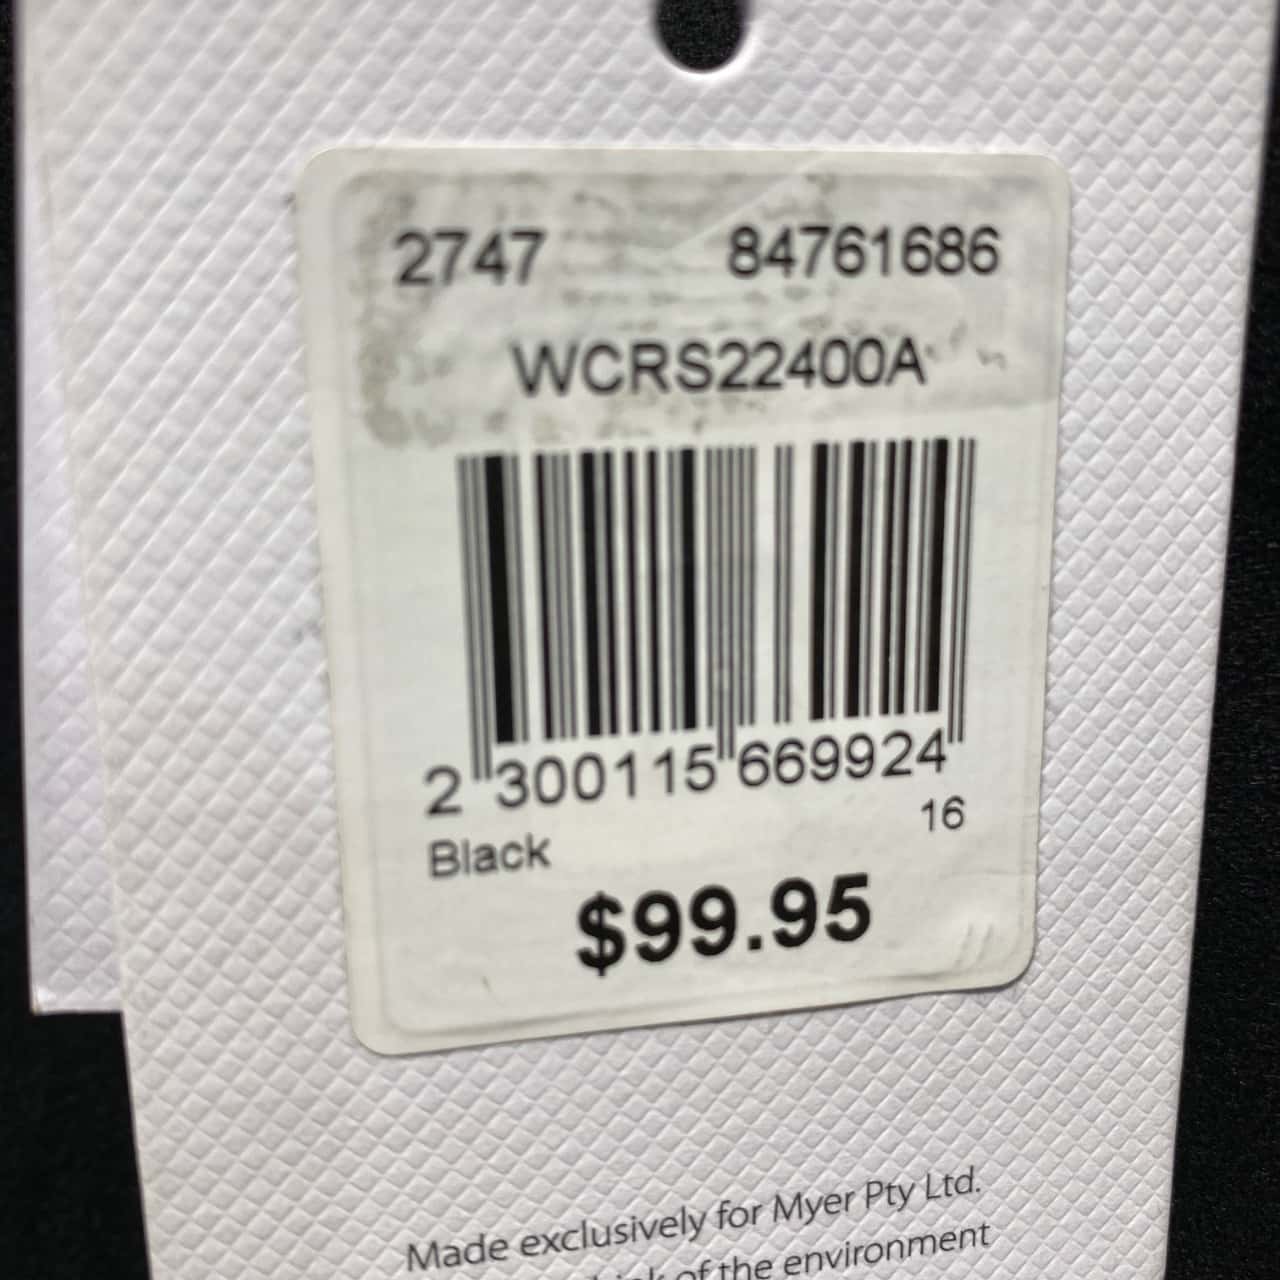 2747 84761686
WCRS22400A
2 300115 669924
Black 16
$99.95
Made exclusively for Myer Pty Ltd.
of the environment